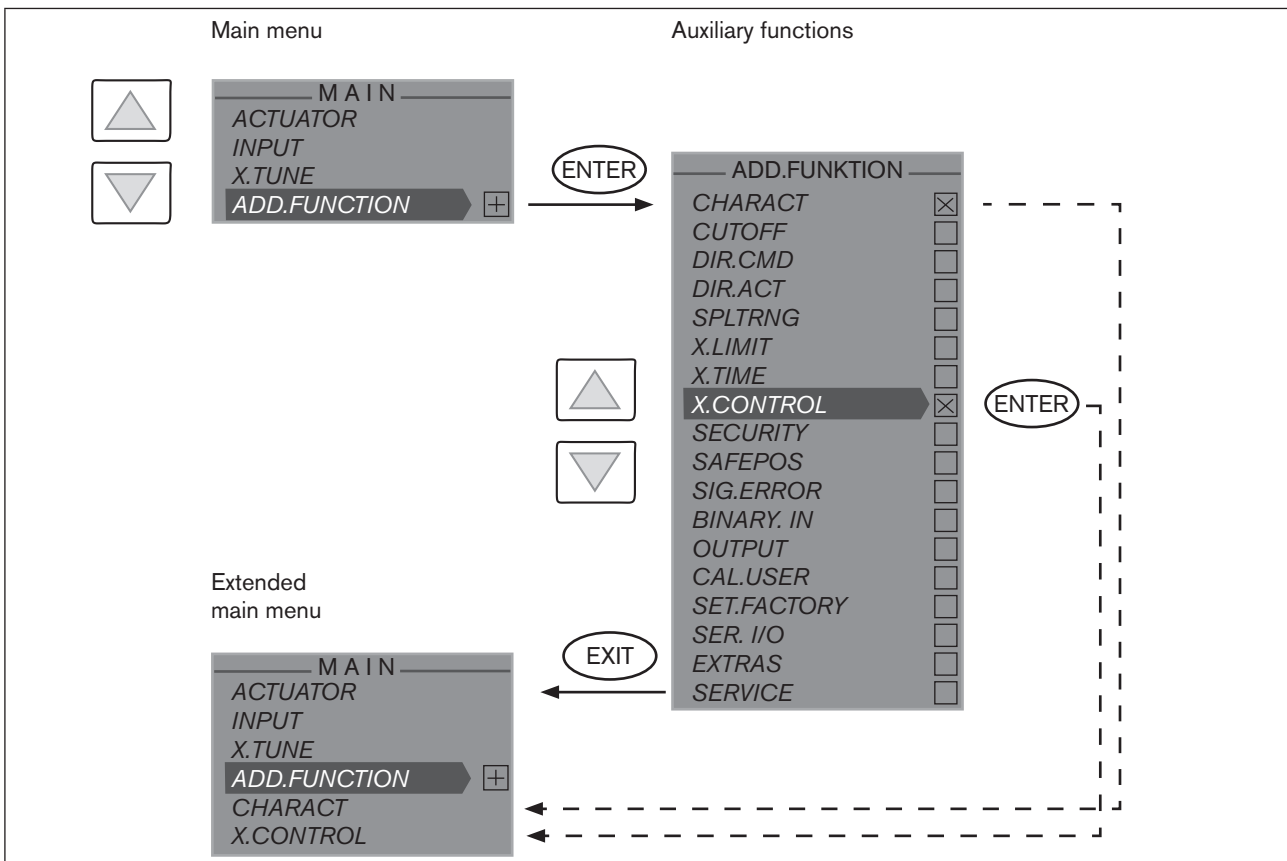 Main menu
Auxiliary functions
MAIN
ACTUATOR
INPUT
X.TUNE
ADD.FUNCTION
ENTER
ADD.FUNKTION
CHARACT
CUTOFF
DIR.CMD
DIR.ACT
SPLTRNG
X.LIMIT
X.TIME
X.CONTROL
SECURITY
SAFEPOS
SIG.ERROR
BINARY. IN
OUTPUT
CAL.USER
SET.FACTORY
SER. I/O
EXTRAS
SERVICE
ENTER
EXIT
Extended
main menu
MAIN
ACTUATOR
INPUT
X.TUNE
ADD.FUNCTION
CHARACT
X.CONTROL